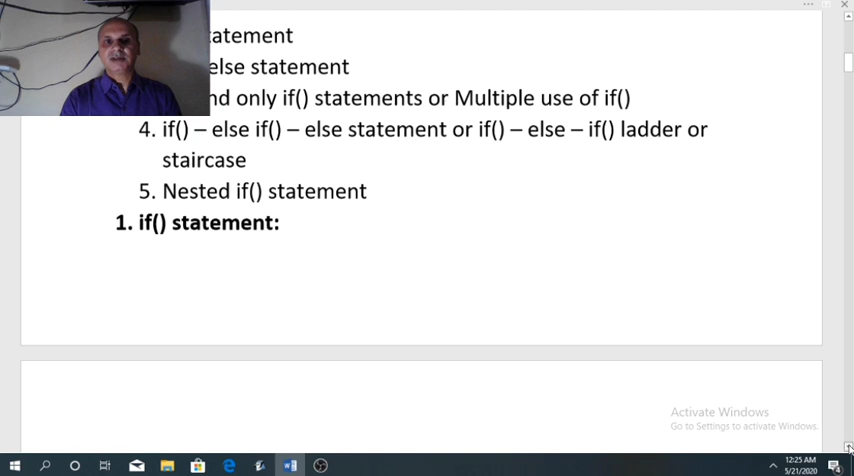 tatement
else statement
nd only if() statements or Multiple use of if()
4. if() – else if() – else statement or if() – else – if() ladder or
staircase
5. Nested if() statement
1. if() statement:
Activate Windows
Go to Settings to activate Windows.
12:25 AM
5/21/2020
4